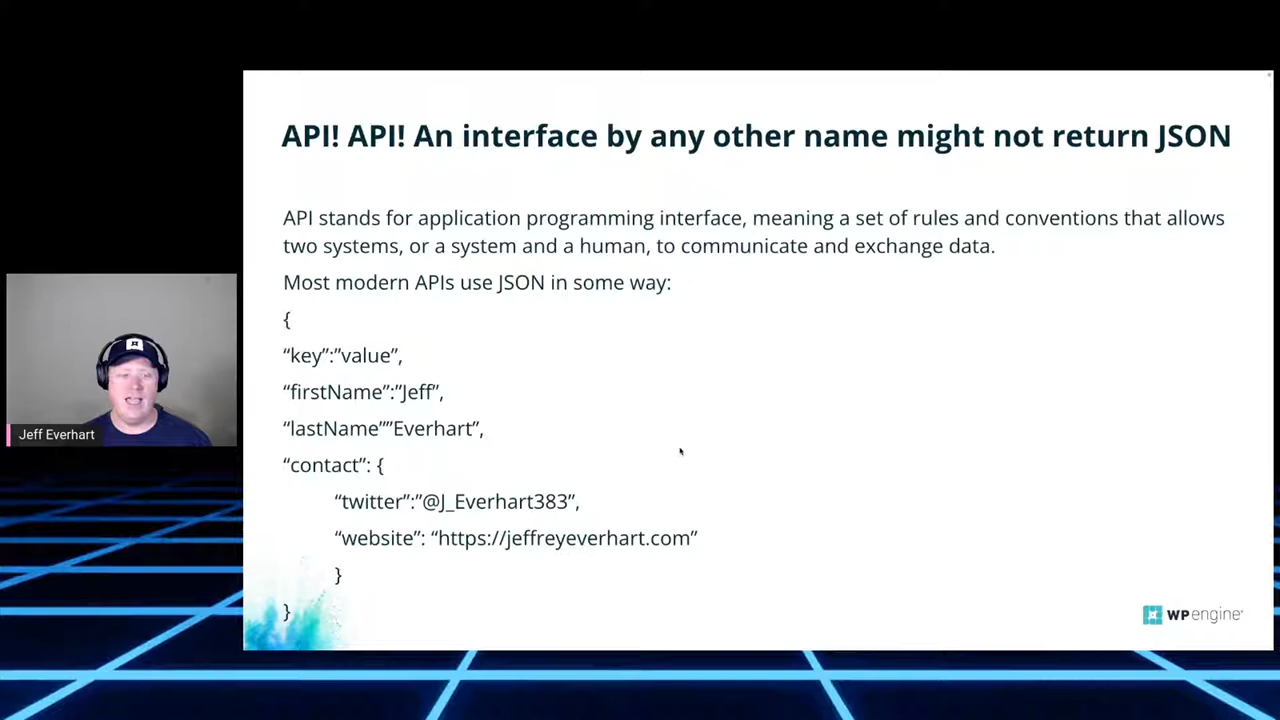 API! API! An interface by any other name might not return JSON
API stands for application programming interface, meaning a set of rules and conventions that allows
two systems, or a system and a human, to communicate and exchange data.
Most modern APIs use JSON in some way:
{
“key”:”value”,
“firstName”:”Jeff”,
“lastName””Everhart”,
“contact”: {
“twitter”:”@J_Everhart383”,
“website”: “https://jeffreyeverhart.com”
}
}
Jeff Everhart
WP engine